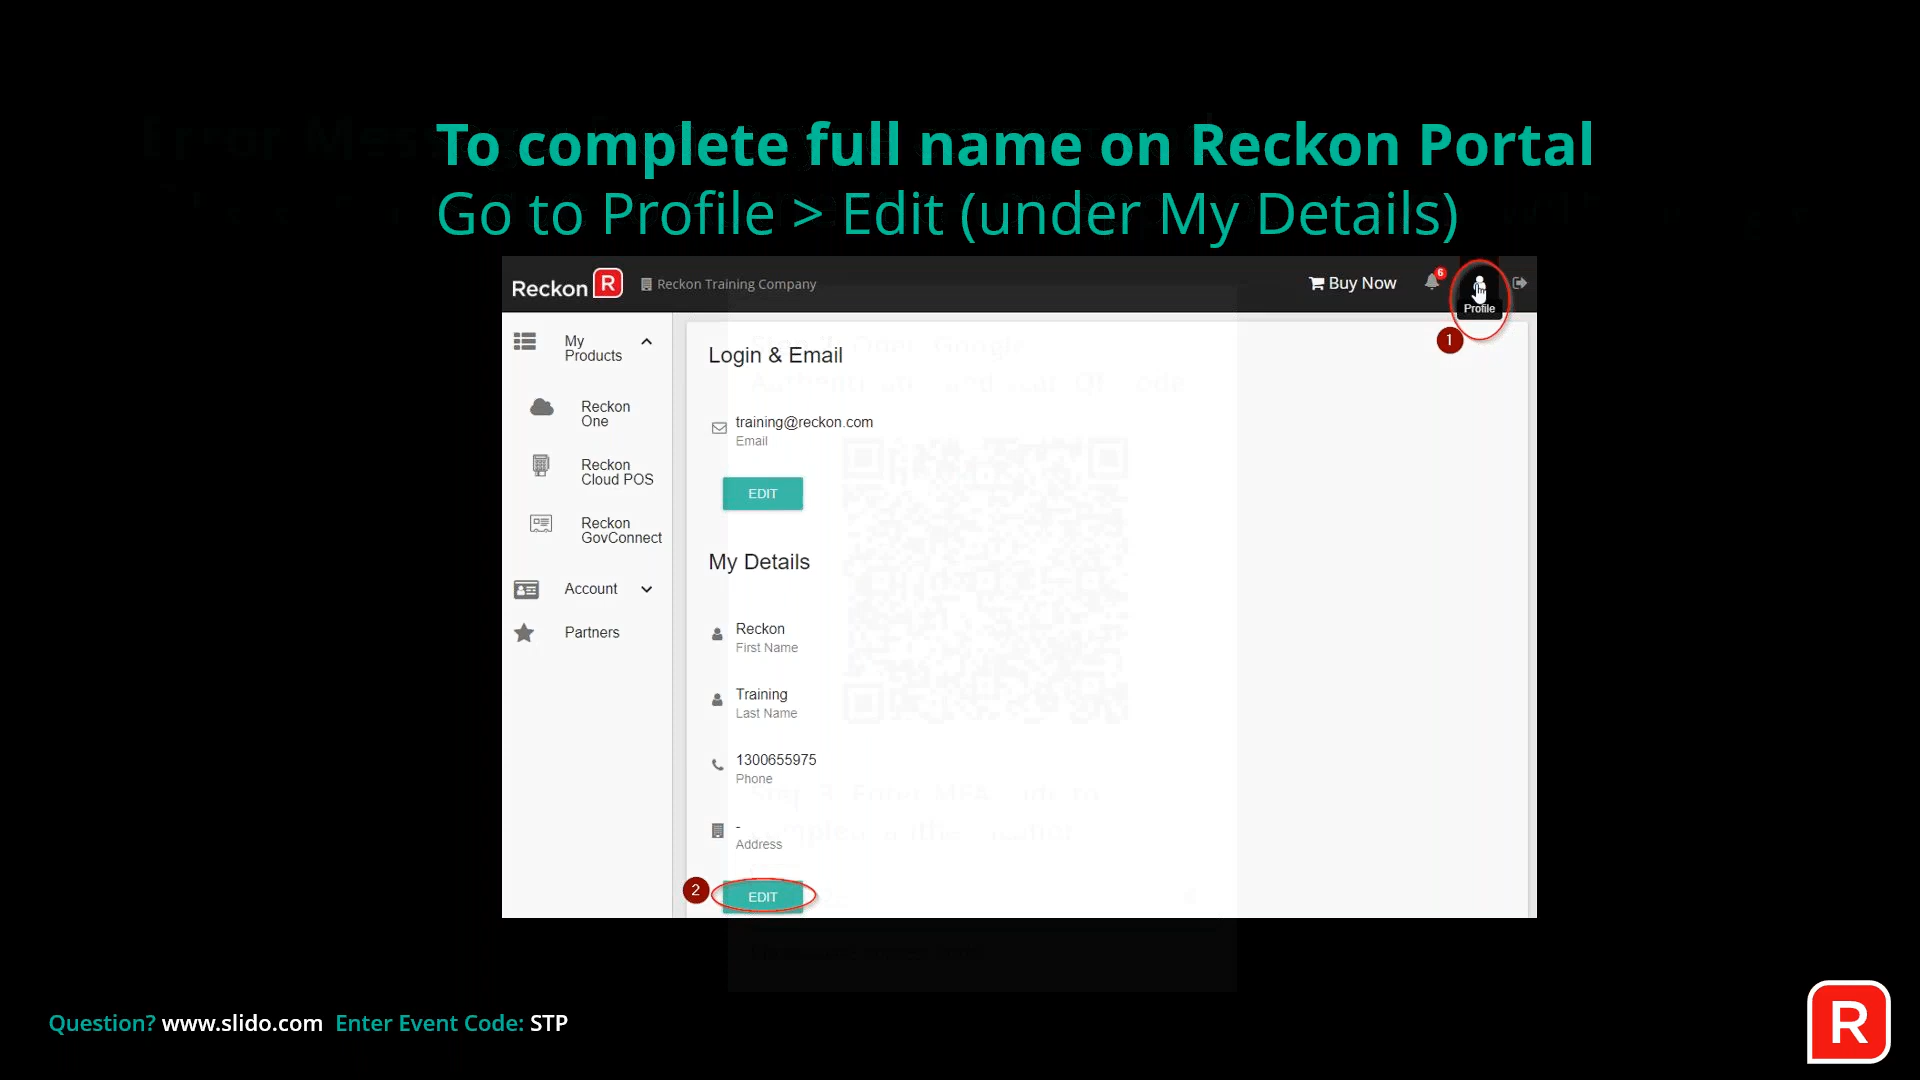 To complete full name on Reckon Portal
Go to Profile > Edit (under My Details)
Reckon R
Reckon Training Company
Buy Now
6
Profile
1
My
Products
Reckon
One
Reckon
Cloud POS
Reckon
GovConnect
Account
Partners
Login & Email
training@reckon.com
Email
EDIT
My Details
Reckon
First Name
Training
Last Name
1300655975
Phone
-
Address
2
EDIT
Question? www.slido.com Enter Event Code: STP
R